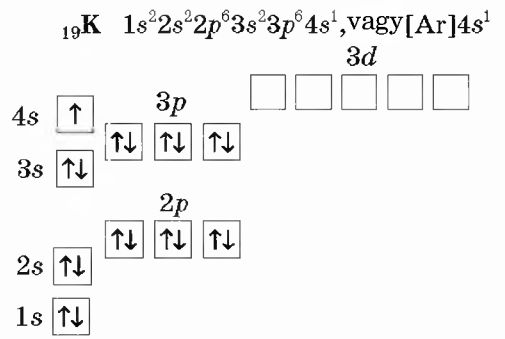 ₁₉K 1s²2s²2p⁶3s²3p⁶4s¹,vagy[Ar]4s¹
3d
4s ↑ 3p
↑↓ ↑↓ ↑↓
3s ↑↓
2p
↑↓ ↑↓ ↑↓
2s ↑↓
1s ↑↓